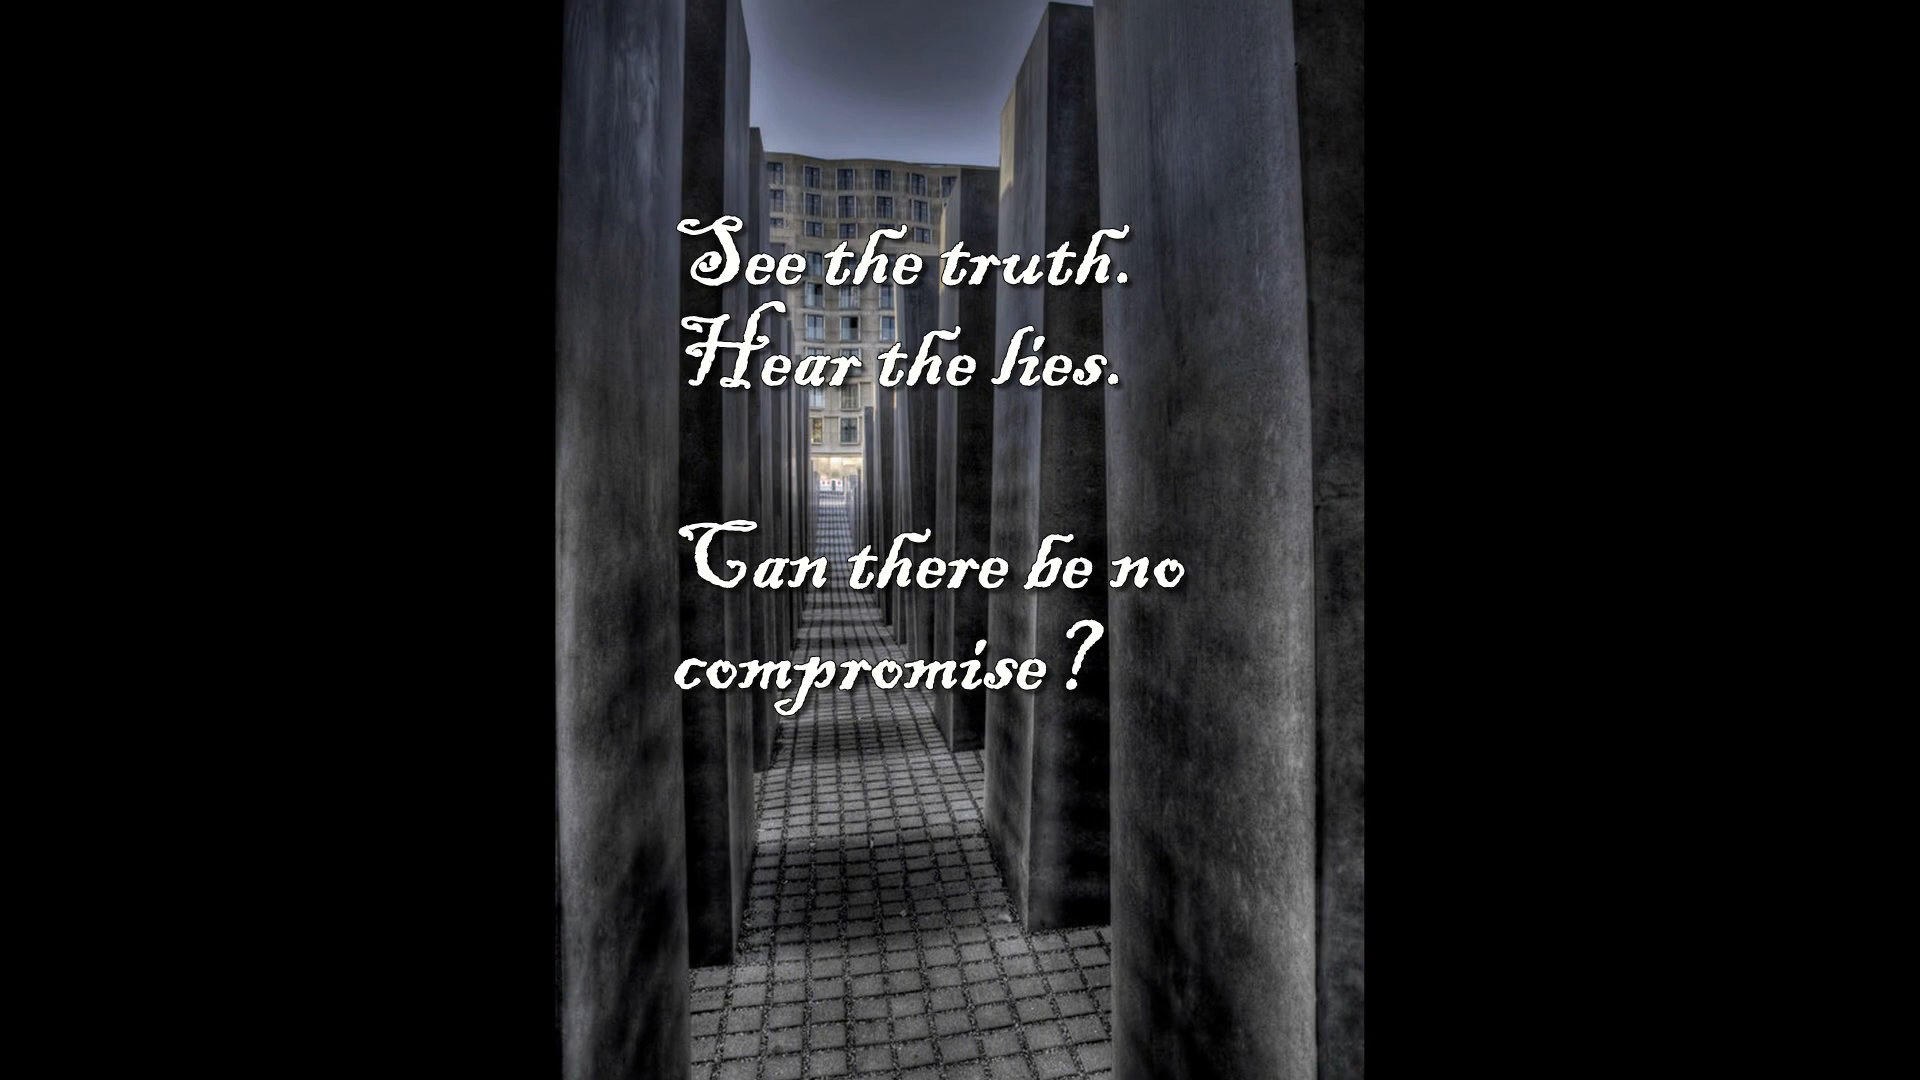 See the truth.
Hear the lies.
Can there be no
compromise?